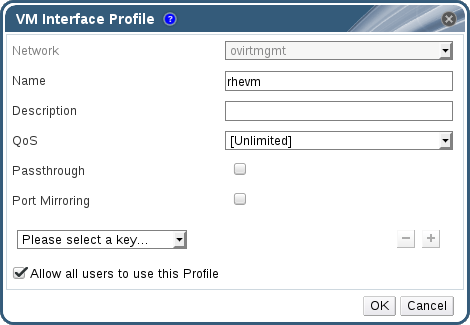 VM Interface Profile ?
Network ovirtmgmt
Name rhevm
Description
QoS [Unlimited]
Passthrough
Port Mirroring
Please select a key...
Allow all users to use this Profile
OK Cancel